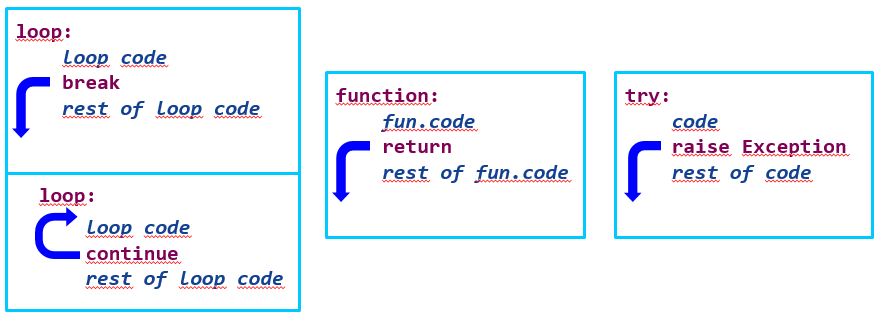 loop:
loop code
break
rest of loop code
loop:
loop code
continue
rest of loop code
function:
fun.code
return
rest of fun.code
try:
code
raise Exception
rest of code